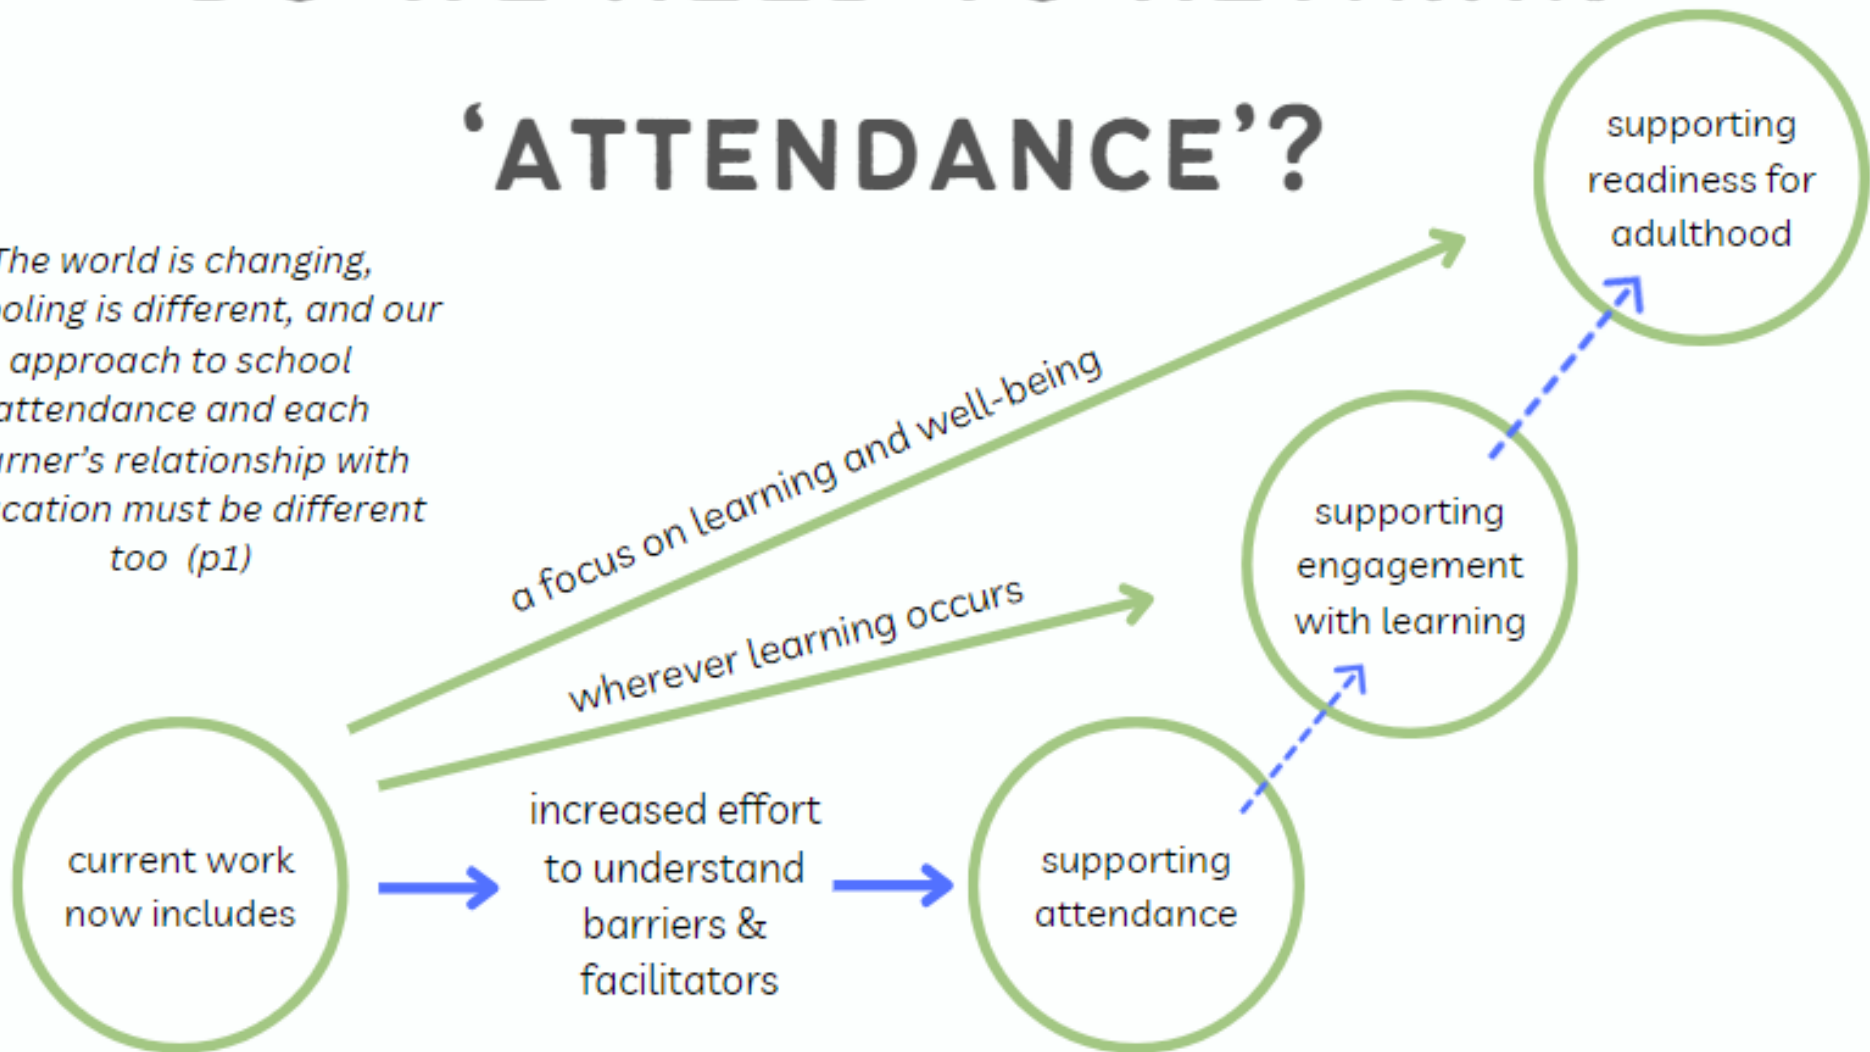 ‘ATTENDANCE’?
The world is changing,
ooling is different, and our
approach to school
attendance and each
arner’s relationship with
cation must be different
too (p1)
a focus on learning and well-being
wherever learning occurs
current work
now includes
increased effort
to understand
barriers &
facilitators
supporting
attendance
supporting
engagement
with learning
supporting
readiness for
adulthood